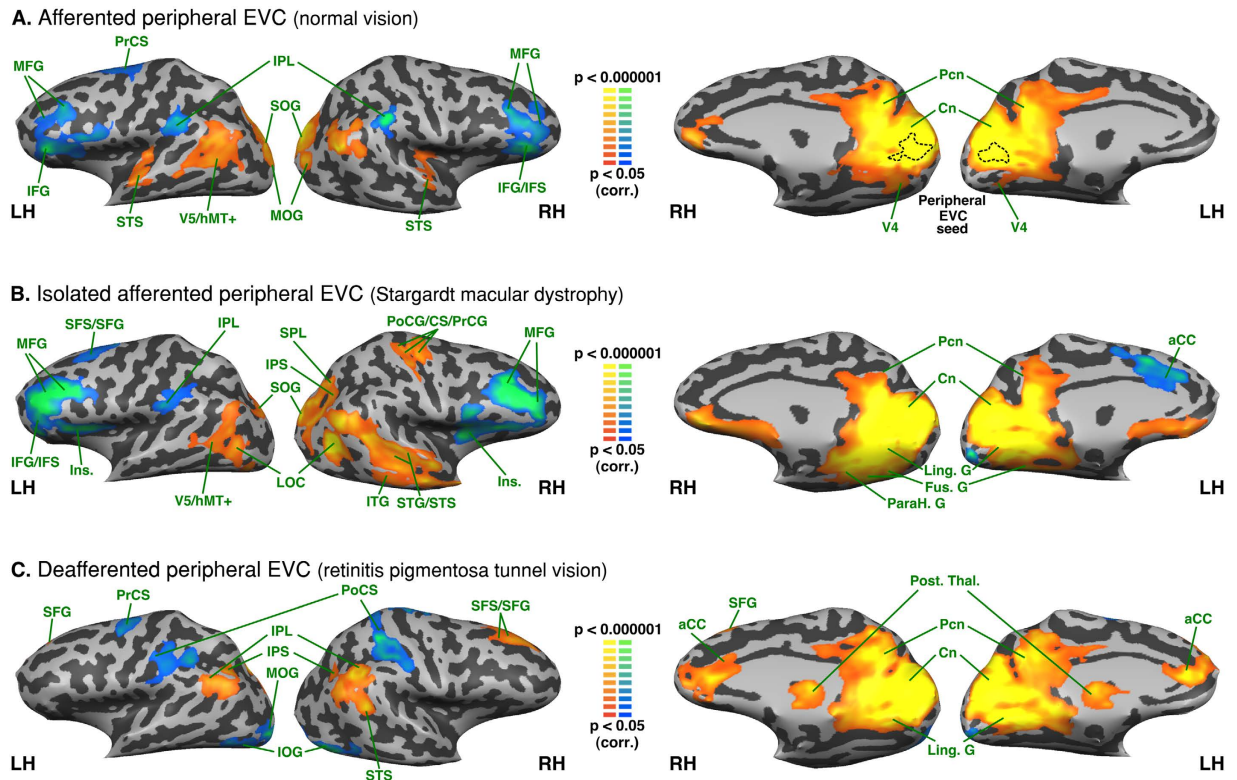 A. Afferented peripheral EVC (normal vision)
PrCS
MFG
IPL
MFG
SOG
IFG
STS
V5/hMT+
MOG
STS
IFG/IFS
LH
RH
p < 0.000001
p < 0.05
(corr.)
Pcn
Cn
V4
Peripheral
EVC
seed
V4
RH
LH
B. Isolated afferented peripheral EVC (Stargardt macular dystrophy)
SFS/SFG
IPL
SPL
PoCG/CS/PrCG
MFG
MFG
IPS
SOG
IFG/IFS
Ins.
V5/hMT+
LOC
ITG
STG/STS
Ins.
LH
RH
p < 0.000001
p < 0.05
(corr.)
Pcn
aCC
Cn
Ling. G
Fus. G
ParaH. G
RH
LH
C. Deafferented peripheral EVC (retinitis pigmentosa tunnel vision)
SFG
PrCS
PoCS
SFS/SFG
IPL
IPS
MOG
IOG
STS
LH
RH
p < 0.000001
p < 0.05
(corr.)
Post. Thal.
SFG
aCC
Pcn
aCC
Cn
Ling. G
RH
LH